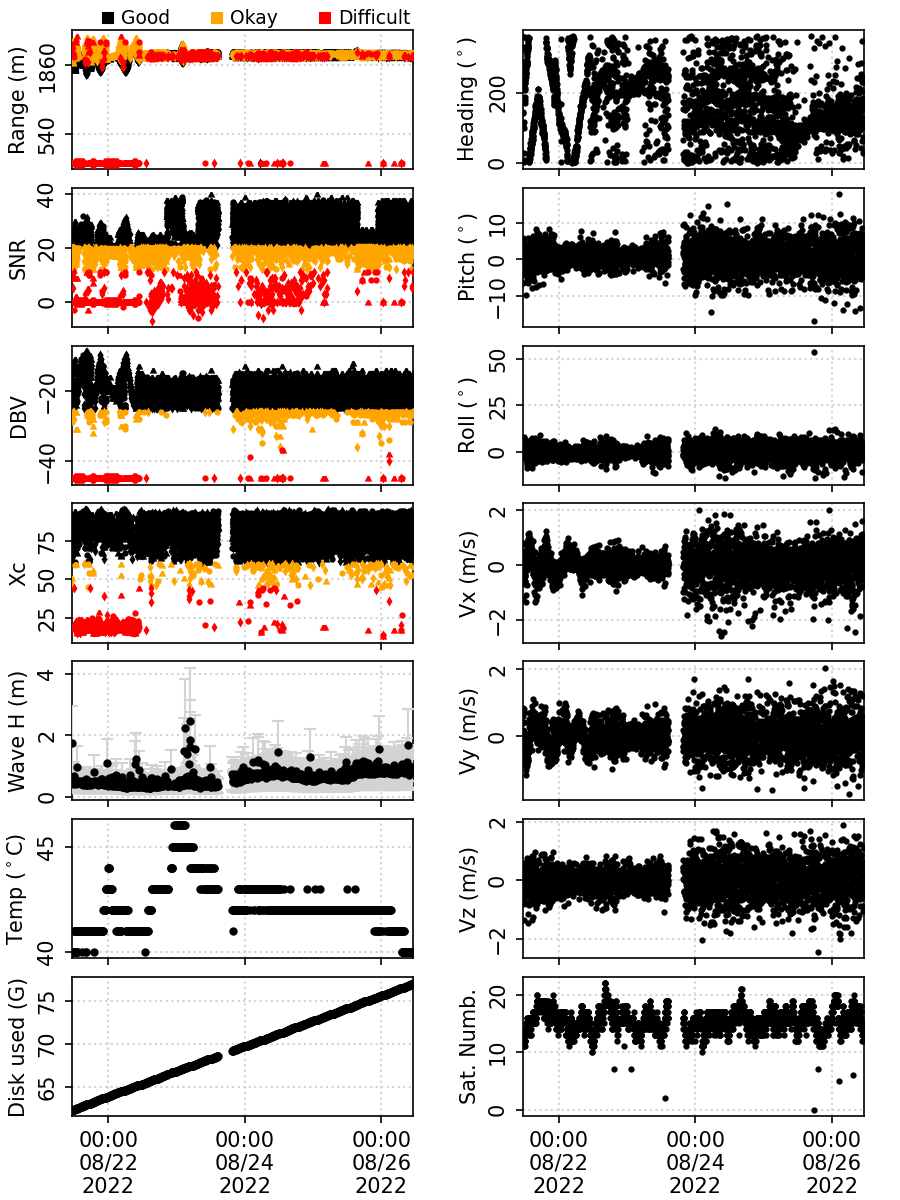 Good Okay Difficult
Range (m)
1860
540
Heading (°)
200
0
SNR
40
20
0
Pitch (°)
10
0
−10
DBV
−20
−40
Roll (°)
50
25
0
Xc
75
50
25
Vx (m/s)
2
0
−2
Wave H (m)
4
2
0
Vy (m/s)
2
0
Temp (°C)
45
40
Vz (m/s)
2
0
−2
Disk used (G)
75
70
65
Sat. Numb.
20
10
0
00:00 00:00 00:00 00:00 00:00 00:00
08/22 08/24 08/26 08/22 08/24 08/26
2022 2022 2022 2022 2022 2022